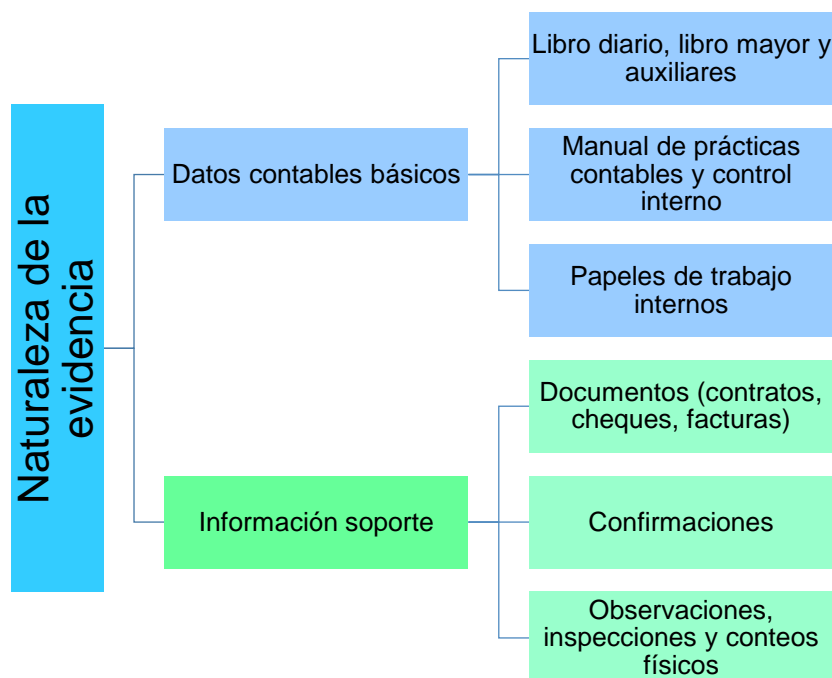 Naturaleza de la
evidencia
Datos contables básicos
Libro diario, libro mayor y
auxiliares
Manual de prácticas
contables y control
interno
Papeles de trabajo
internos
Información soporte
Documentos (contratos,
cheques, facturas)
Confirmaciones
Observaciones,
inspecciones y conteos
físicos